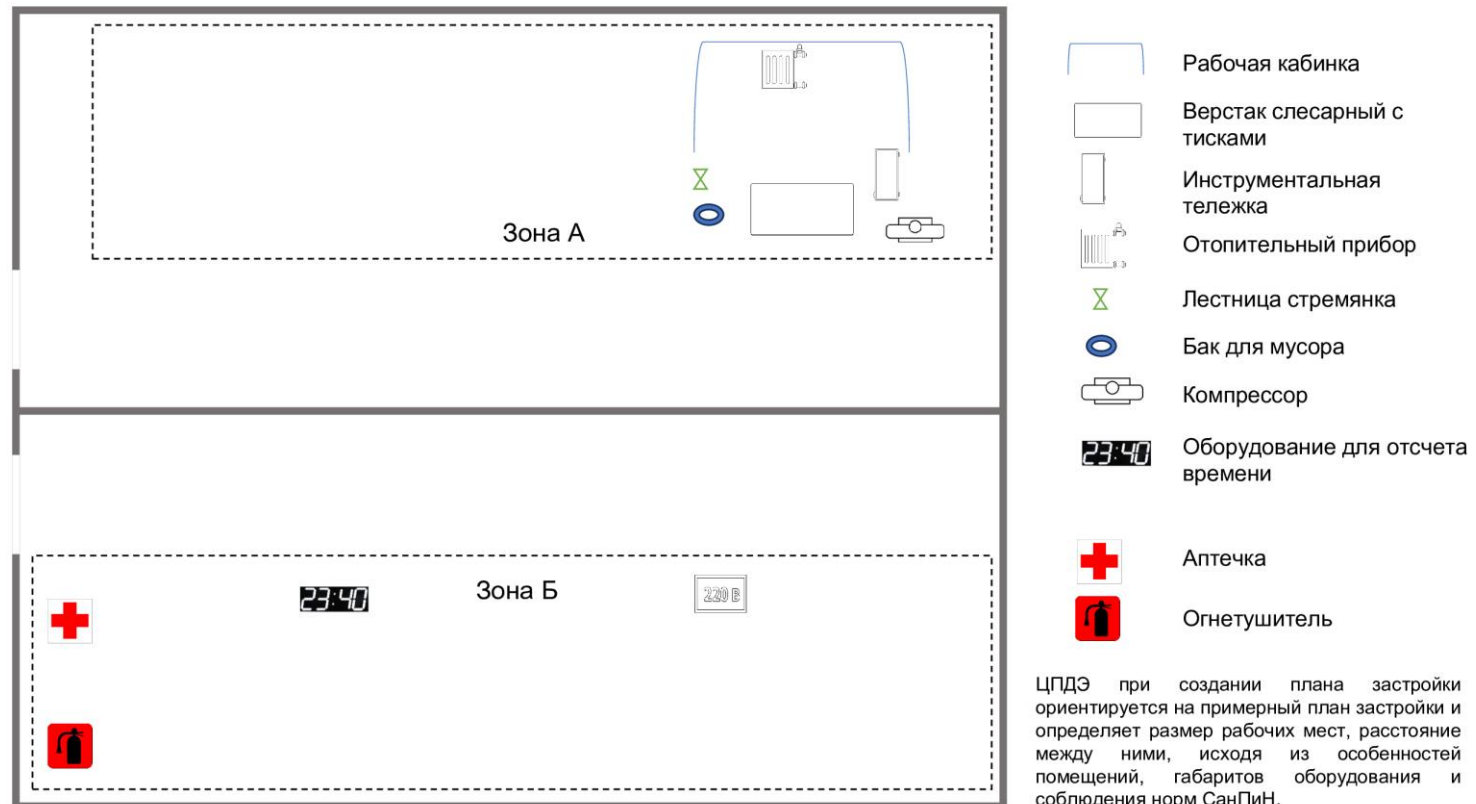 Зона А
23:40
Зона Б
220 В
Рабочая кабинка
Верстак слесарный с
тисками
Инструментальная
тележка
Отопительный прибор
Лестница стремянка
Бак для мусора
Компрессор
23:40
Оборудование для отсчета
времени
Аптечка
Огнетушитель
ЦПДЭ при создании плана застройки
ориентируется на примерный план застройки и
определяет размер рабочих мест, расстояние
между ними, исходя из особенностей
помещений, габаритов оборудования и
соблюдения норм СанПиН.